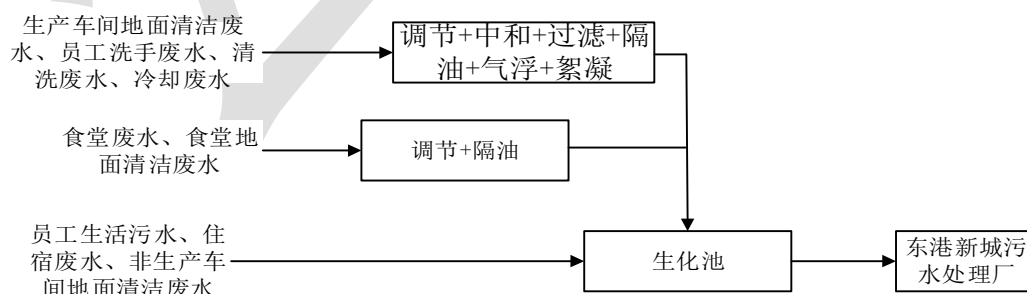 生产车间地面清洁废
水、员工洗手废水、清
洗废水、冷却废水
调节+中和+过滤+隔
油+气浮+絮凝
食堂废水、食堂地
面清洁废水
调节+隔油
员工生活污水、住
宿废水、非生产车
间地面清洁废水
生化池
东港新城污
水处理厂